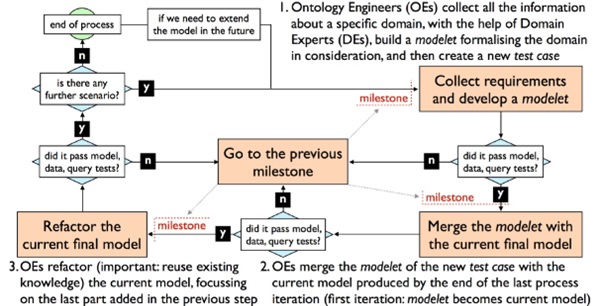 end of process
if we need to extend
the model in the future
1. Ontology Engineers (OEs) collect all the information
about a specific domain, with the help of Domain
Experts (DEs), build a modelet formalising the domain
in consideration, and then create a new test case
n
is there any
further scenario?
y
milestone
Collect requirements
and develop a modelet
y
did it pass model,
data, query tests?
n
Go to the previous
milestone
n
did it pass model,
data, query tests?
milestone
y
n
Refactor the
current final model
milestone
y
did it pass model,
data, query tests?
Merge the modelet with
the current final model
3. OEs refactor (important: reuse existing
knowledge) the current model, focussing
on the last part added in the previous step
2. OEs merge the modelet of the new test case with the
current model produced by the end of the last process
iteration (first iteration: modelet becomes current model)